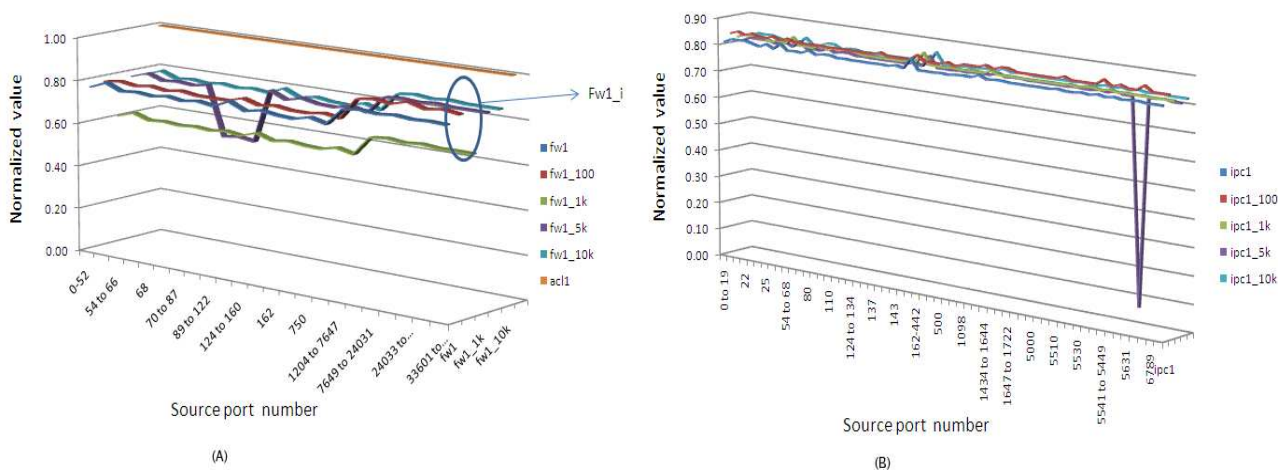 1.00
0.80
0.60
0.40
0.20
0.00
Normalized value
0-52
54 to 66
68
70 to 87
89 to 122
124 to 160
162
750
1204 to 7647
7649 to 24031
24033 to...
33601 to...
fw1
fw1_1k
fw1_10k
Source port number
Fw1_i
fw1
fw1_100
fw1_1k
fw1_5k
fw1_10k
acl1
(A)
0.90
0.80
0.70
0.60
0.50
0.40
0.30
0.20
0.10
0.00
Normalized value
0 to 19
22
25
54 to 68
80
110
124 to 134
137
143
162-442
500
1098
1434 to 1644
1647 to 1722
5000
5510
5530
5541 to 5449
5631
6789
ipc1
Source port number
ipc1
ipc1_100
ipc1_1k
ipc1_5k
ipc1_10k
(B)